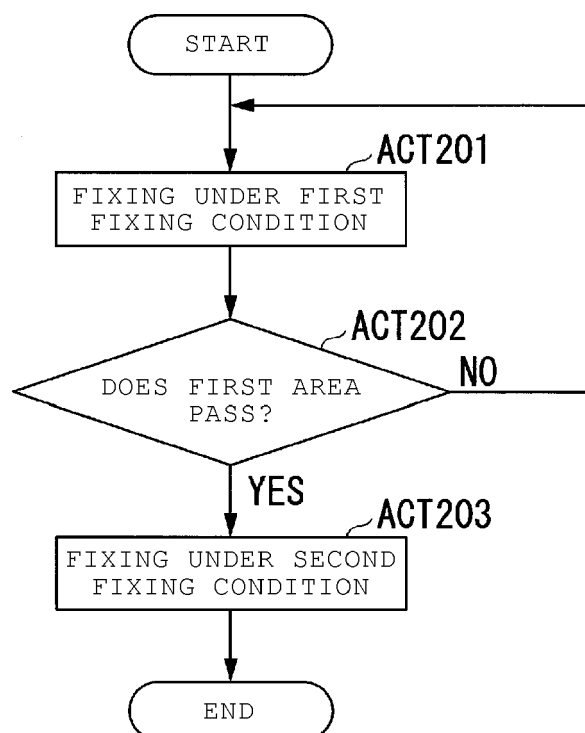 START
ACT201
FIXING UNDER FIRST
FIXING CONDITION
ACT202
DOES FIRST AREA
PASS?
NO
YES
ACT203
FIXING UNDER SECOND
FIXING CONDITION
END